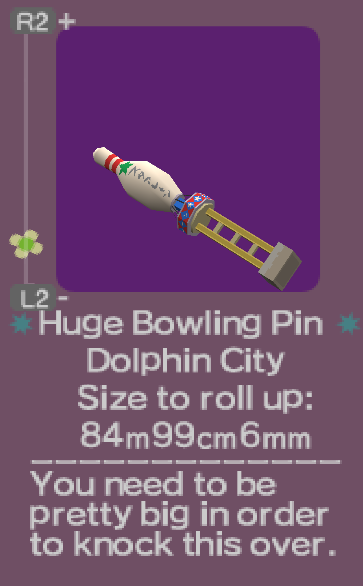 R2 +
L2 -
Huge Bowling Pin
Dolphin City
Size to roll up:
84m99cm6mm
You need to be
pretty big in order
to knock this over.